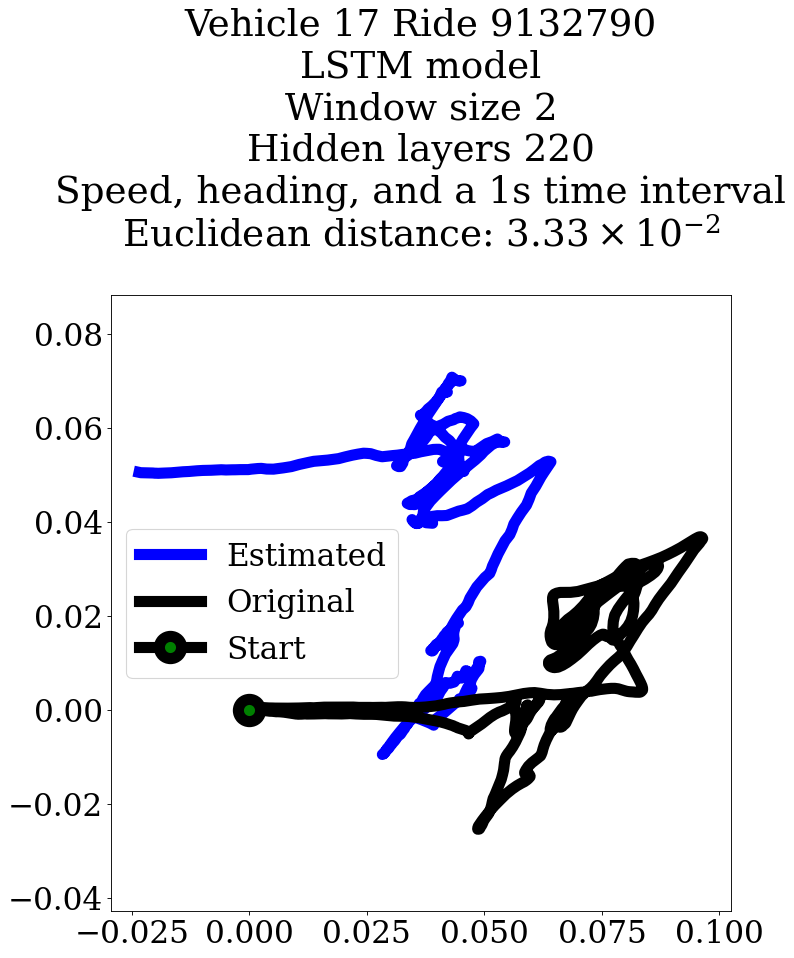 Vehicle 17 Ride 9132790
LSTM model
Window size 2
Hidden layers 220
Speed, heading, and a 1s time interval
Euclidean distance: 3.33 × 10⁻²
0.08
0.06
0.04
0.02
0.00
−0.02
−0.04
Estimated
Original
Start
−0.025 0.000 0.025 0.050 0.075 0.100